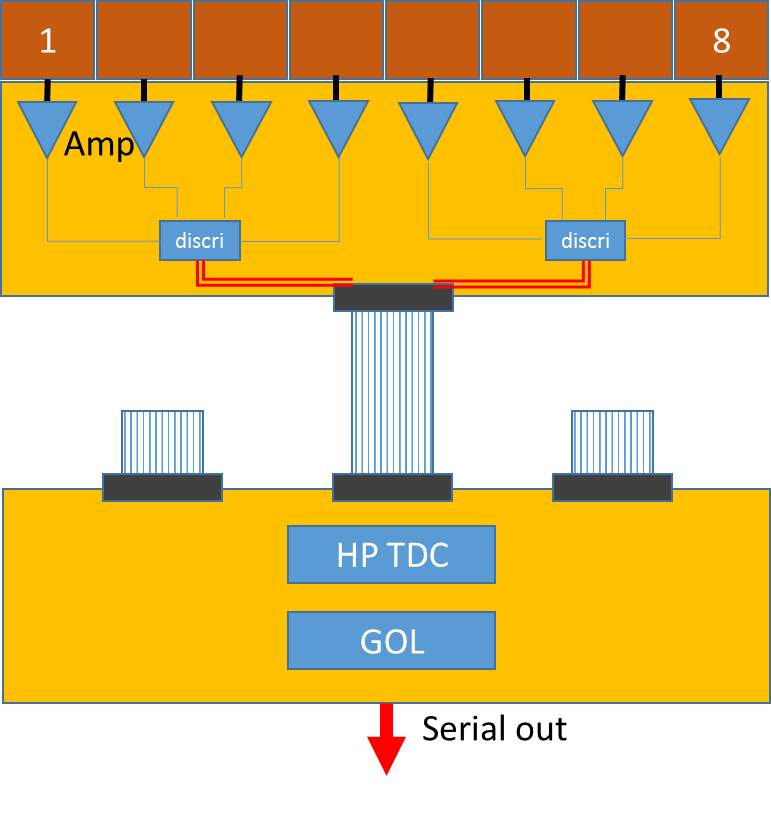 1
8
Amp
discri
discri
HP TDC
GOL
Serial out